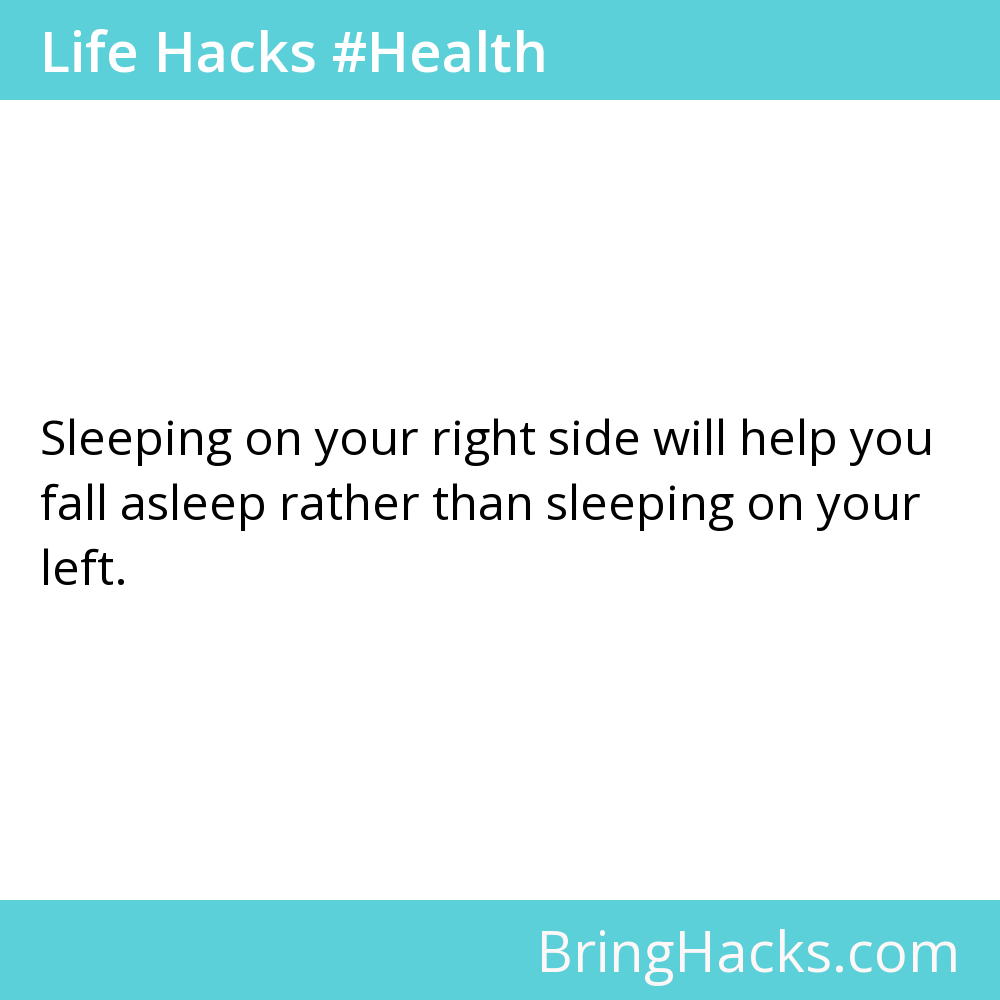 Life Hacks #Health
Sleeping on your right side will help you
fall asleep rather than sleeping on your
left.
BringHacks.com